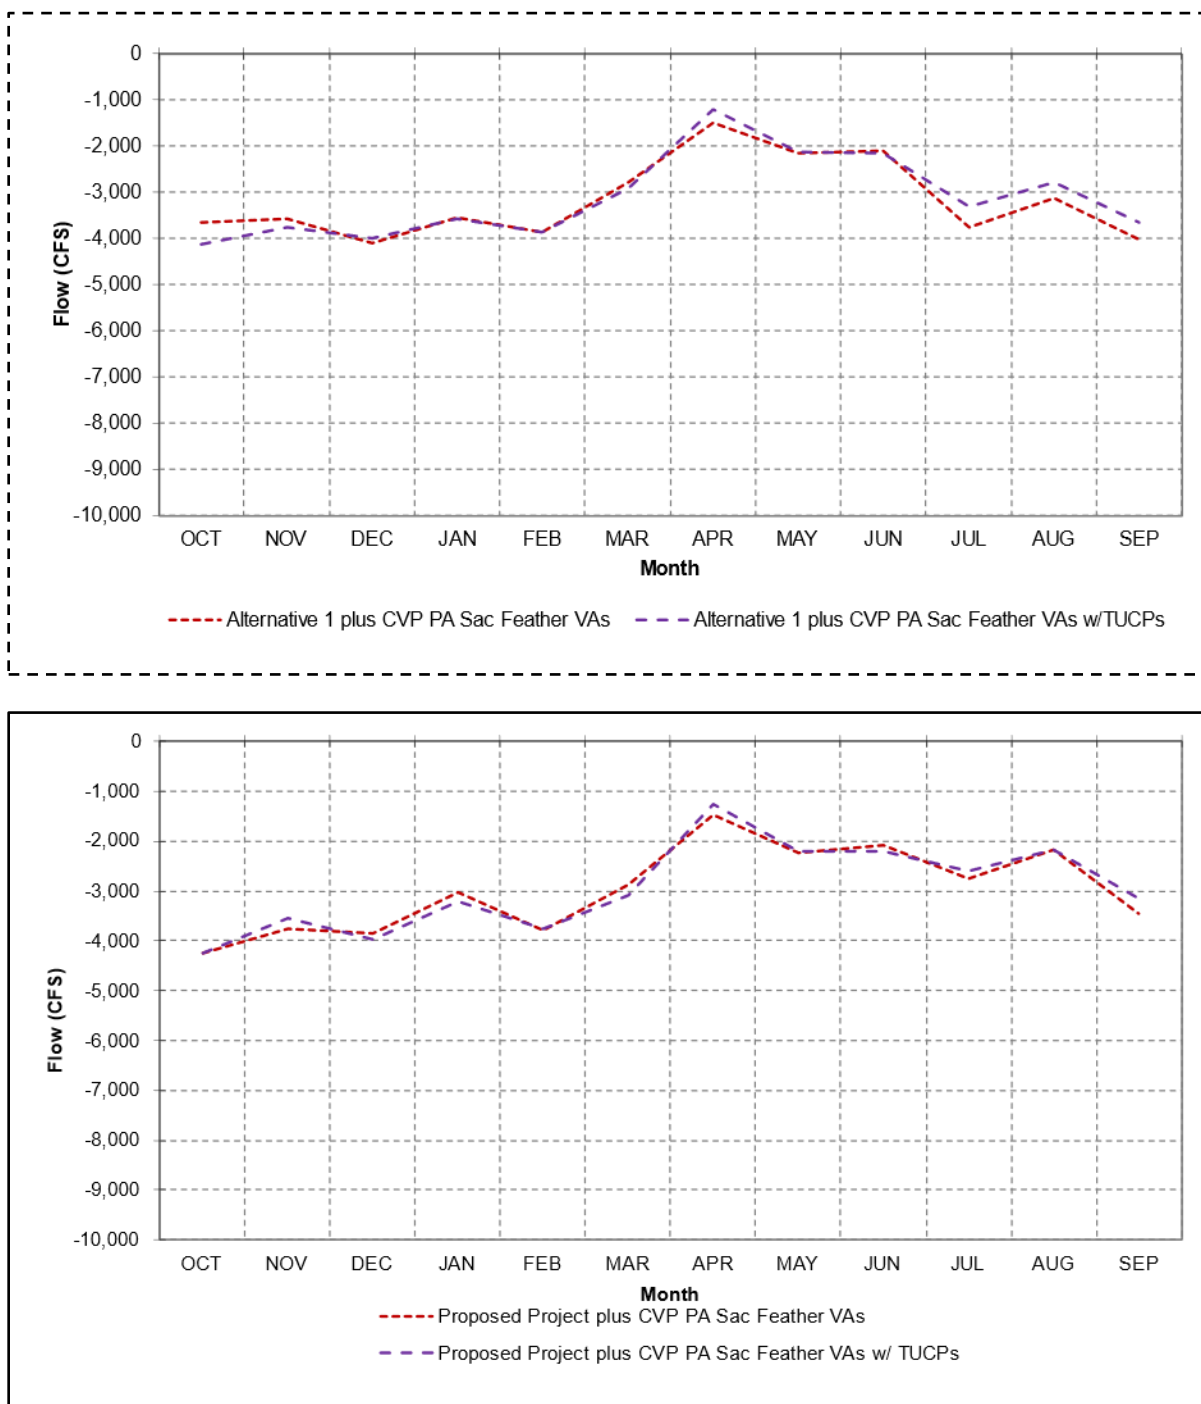 0
-1,000
-2,000
-3,000
-4,000
-5,000
-6,000
-7,000
-8,000
-9,000
-10,000
Flow (CFS)
OCT NOV DEC JAN FEB MAR APR MAY JUN JUL AUG SEP
Month
Alternative 1 plus CVP PA Sac Feather VAs Alternative 1 plus CVP PA Sac Feather VAs w/TUCPs
0
-1,000
-2,000
-3,000
-4,000
-5,000
-6,000
-7,000
-8,000
-9,000
-10,000
Flow (CFS)
OCT NOV DEC JAN FEB MAR APR MAY JUN JUL AUG SEP
Month
Proposed Project plus CVP PA Sac Feather VAs
Proposed Project plus CVP PA Sac Feather VAs w/ TUCPs